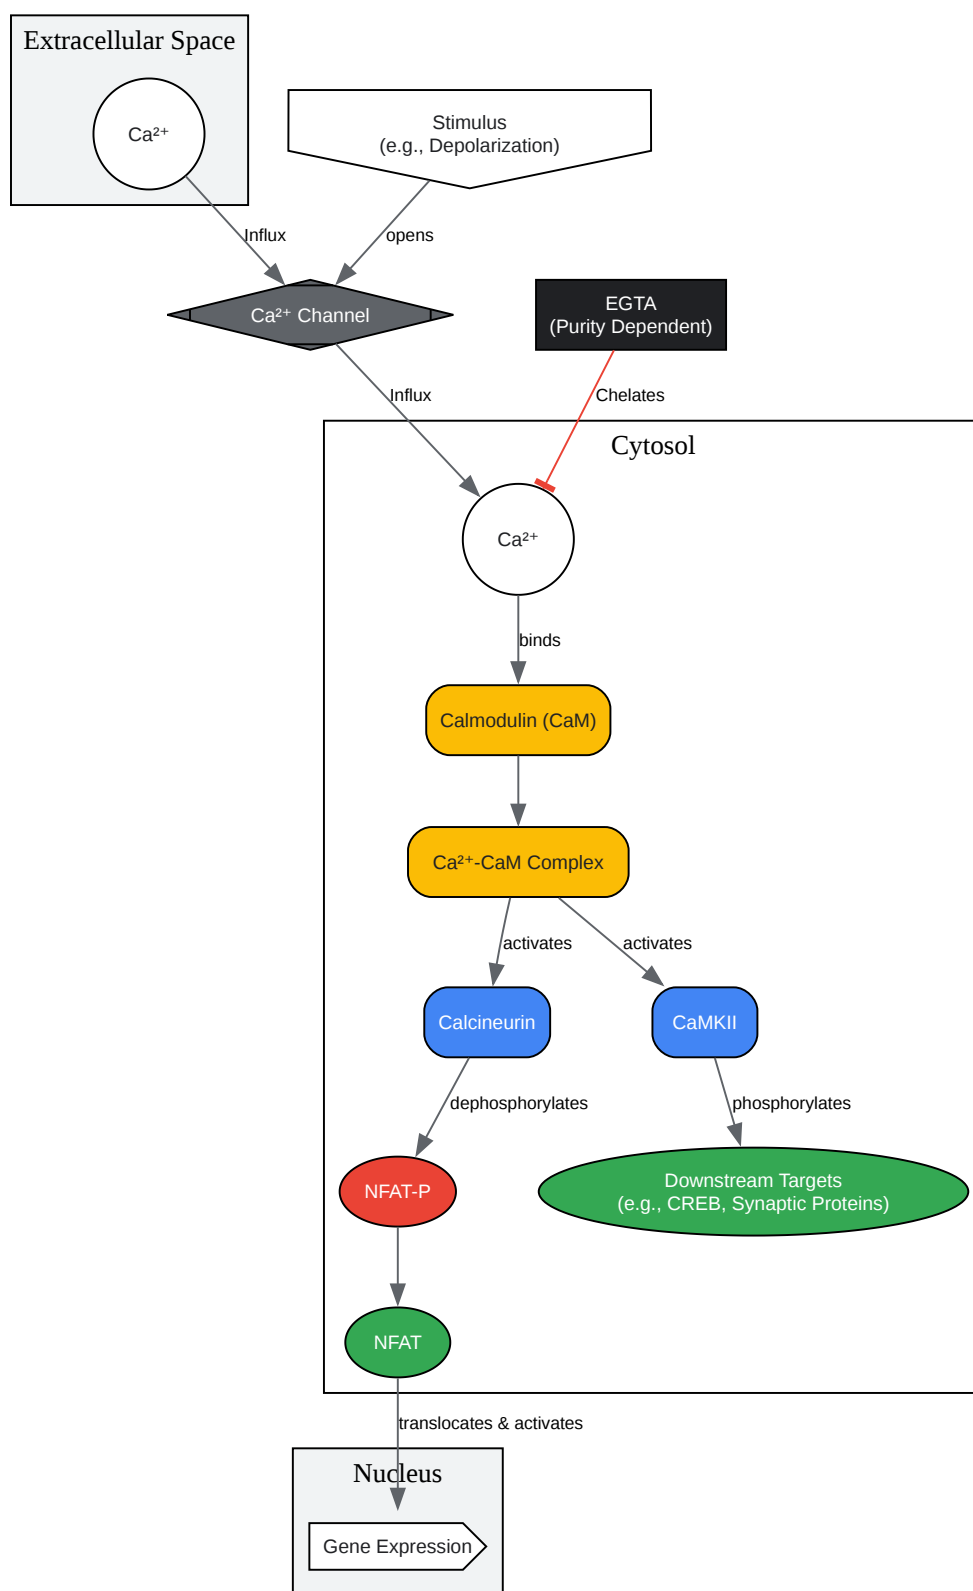 Extracellular Space
Ca²⁺
Stimulus
(e.g., Depolarization)
Influx
opens
Ca²⁺ Channel
EGTA
(Purity Dependent)
Influx
Chelates
Cytosol
Ca²⁺
binds
Calmodulin (CaM)
Ca²⁺-CaM Complex
activates
activates
Calcineurin
CaMKII
dephosphorylates
phosphorylates
NFAT-P
Downstream Targets
(e.g., CREB, Synaptic Proteins)
NFAT
translocates & activates
Nucleus
Gene Expression